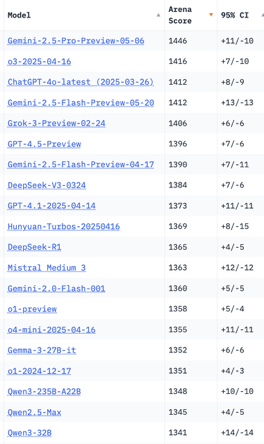 Model Arena Score 95% CI
Gemini-2.5-Pro-Preview-05-06 1446 +11/-10
o3-2025-04-16 1416 +7/-10
ChatGPT-4o-latest (2025-03-26) 1412 +8/-9
Gemini-2.5-Flash-Preview-05-20 1412 +13/-13
Grok-3-Preview-02-24 1406 +6/-6
GPT-4.5-Preview 1396 +7/-6
Gemini-2.5-Flash-Preview-04-17 1390 +7/-11
DeepSeek-V3-0324 1384 +7/-6
GPT-4.1-2025-04-14 1373 +11/-11
Hunyuan-Turbos-20250416 1369 +8/-15
DeepSeek-R1 1365 +4/-5
Mistral Medium 3 1363 +12/-12
Gemini-2.0-Flash-001 1360 +5/-5
o1-preview 1358 +5/-4
o4-mini-2025-04-16 1355 +11/-11
Gemma-3-27B-it 1352 +6/-6
o1-2024-12-17 1351 +4/-3
Qwen3-235B-A22B 1348 +10/-10
Qwen2.5-Max 1345 +4/-5
Qwen3-32B 1341 +14/-14